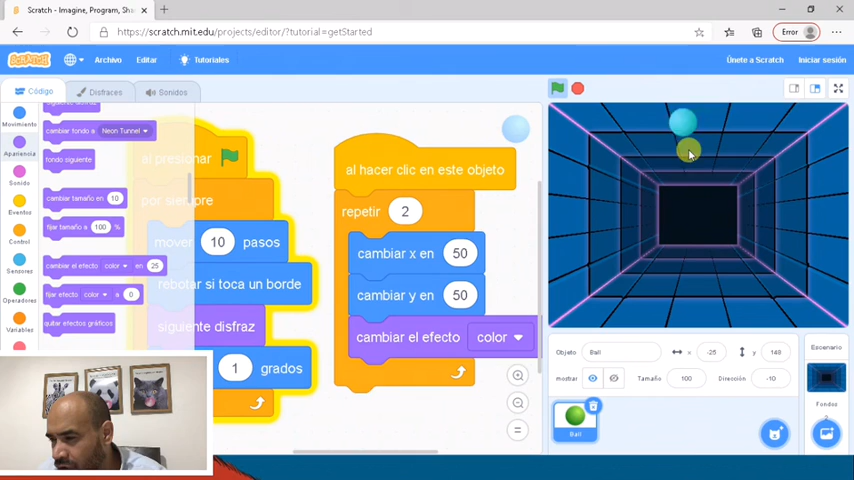 Scratch - Imagine, Program, Sha
https://scratch.mit.edu/projects/editor/?tutorial=getStarted
Error
SCRATCH
Archivo
Editar
Tutoriales
Únete a Scratch
Iniciar sesión
Código
Disfraces
Sonidos
Movimiento
Apariencia
Sonido
Eventos
Control
Sensores
Operadores
Variables
siguiente disfraz
cambiar fondo a Neon Tunnel
fondo siguiente
cambiar tamaño en 10
fijar tamaño a 100 %
cambiar el efecto color en 25
fijar efecto color a 0
quitar efectos gráficos
al presionar
por siempre
mover 10 pasos
rebotar si toca un borde
siguiente disfraz
1 grados
al hacer clic en este objeto
repetir 2
cambiar x en 50
cambiar y en 50
cambiar el efecto color
Objeto Ball x -25 y 148
mostrar Tamaño 100 Dirección -10
Ball
Escenario
Fondos